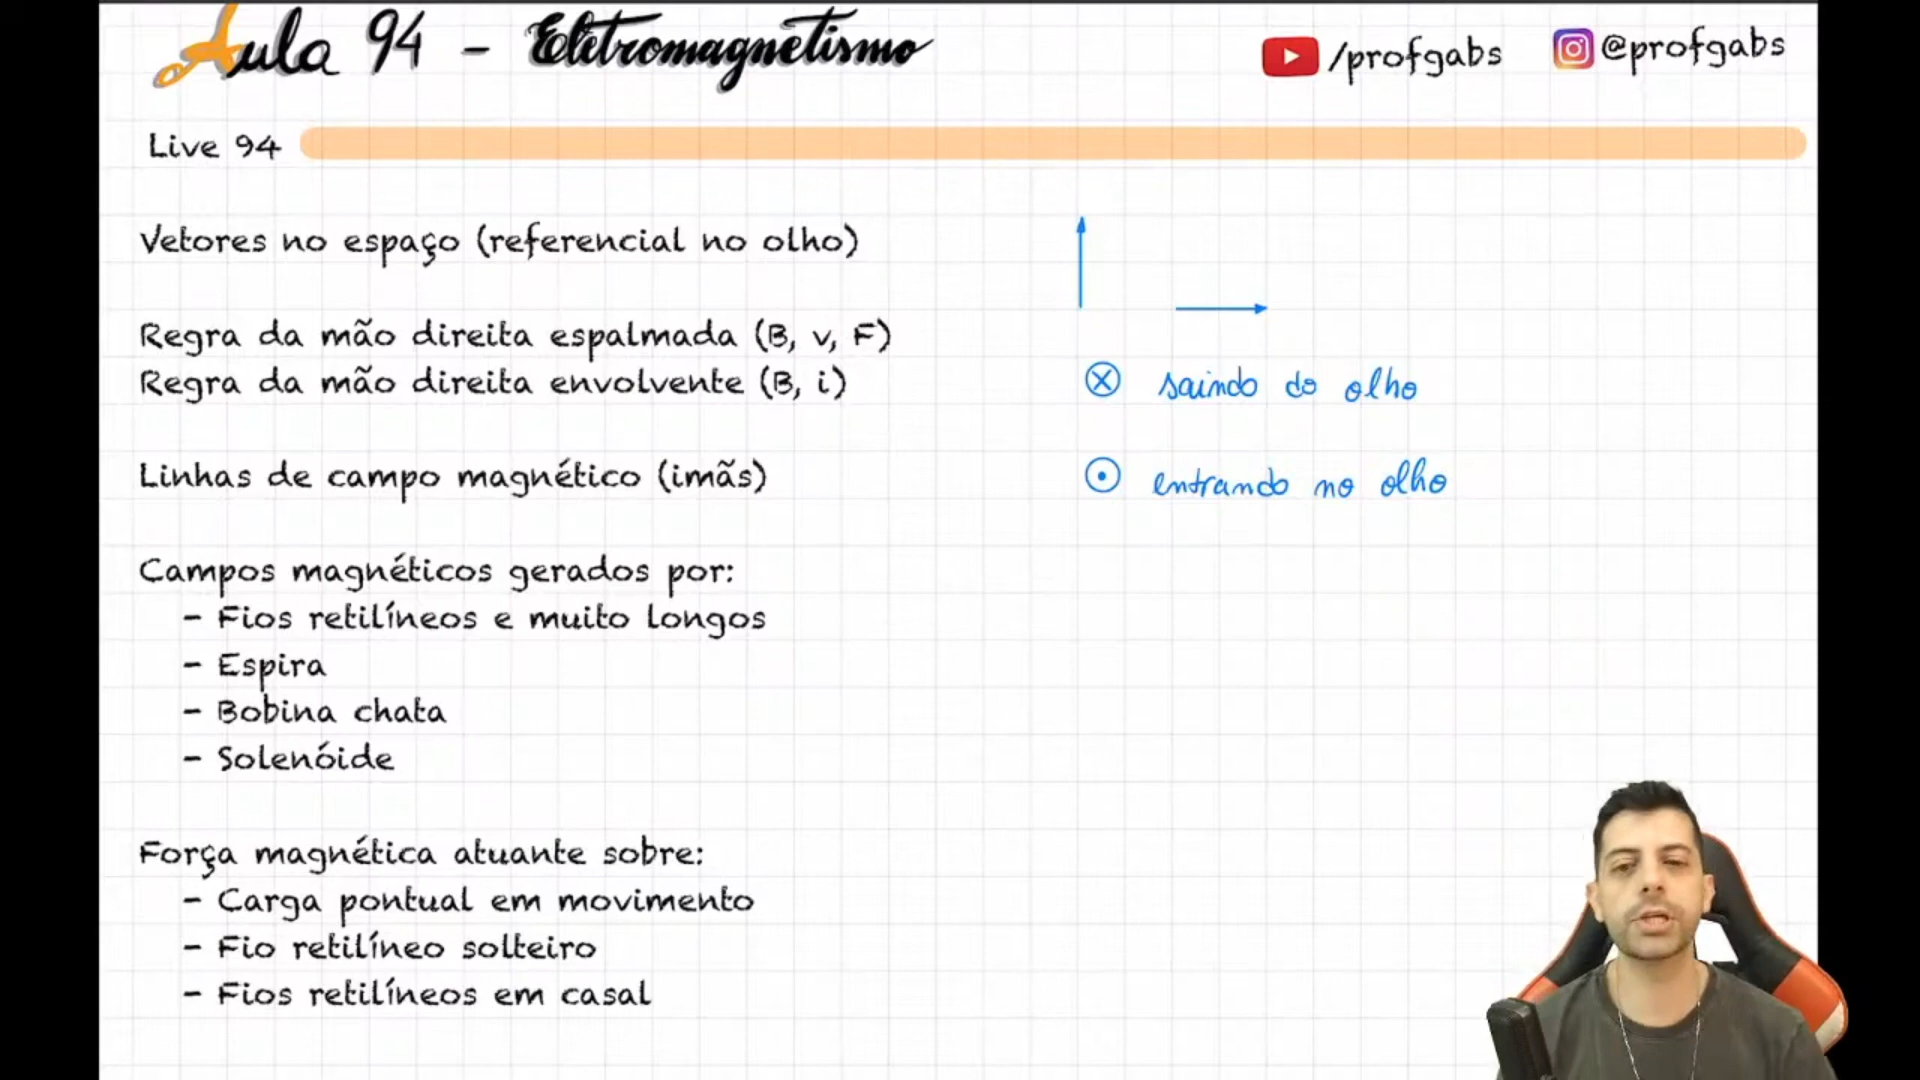 Aula 94 - Eletromagnetismo
/profgabs
@profgabs
Live 94
Vetores no espaço (referencial no olho)
Regra da mão direita espalmada (B, v, F)
Regra da mão direita envolvente (B, i)
saindo do olho
Linhas de campo magnético (imãs)
entrando no olho
Campos magnéticos gerados por:
- Fios retilíneos e muito longos
- Espira
- Bobina chata
- Solenóide
Força magnética atuante sobre:
- Carga pontual em movimento
- Fio retilíneo solteiro
- Fios retilíneos em casal